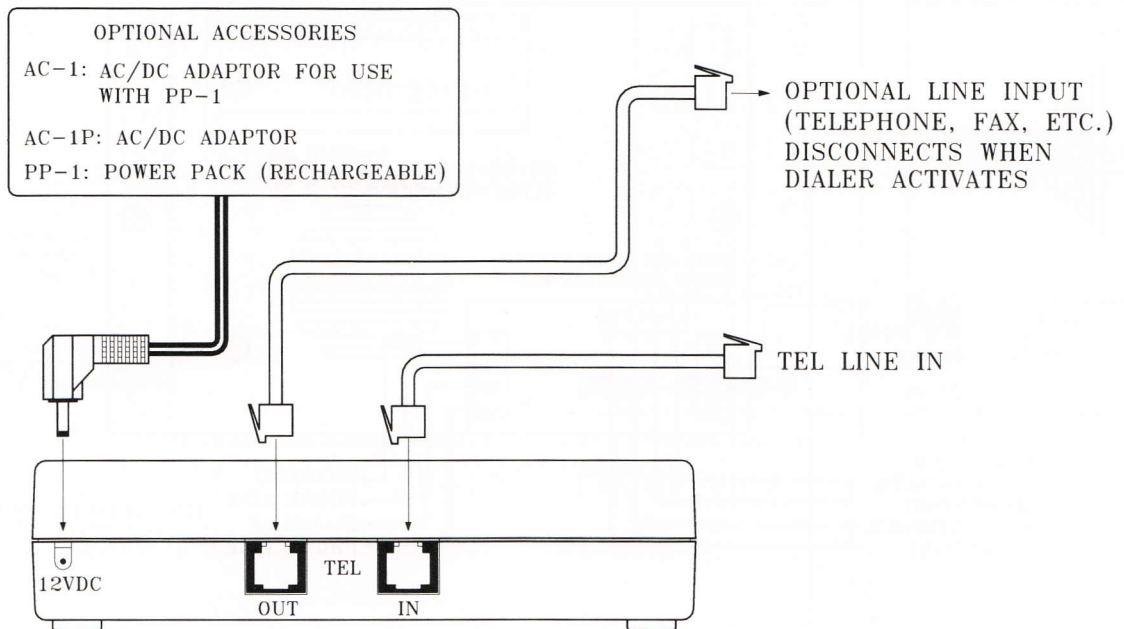 OPTIONAL ACCESSORIES
AC-1: AC/DC ADAPTOR FOR USE
WITH PP-1
AC-1P: AC/DC ADAPTOR
PP-1: POWER PACK (RECHARGEABLE)
OPTIONAL LINE INPUT
(TELEPHONE, FAX, ETC.)
DISCONNECTS WHEN
DIALER ACTIVATES
TEL LINE IN
12VDC
TEL
OUT
IN